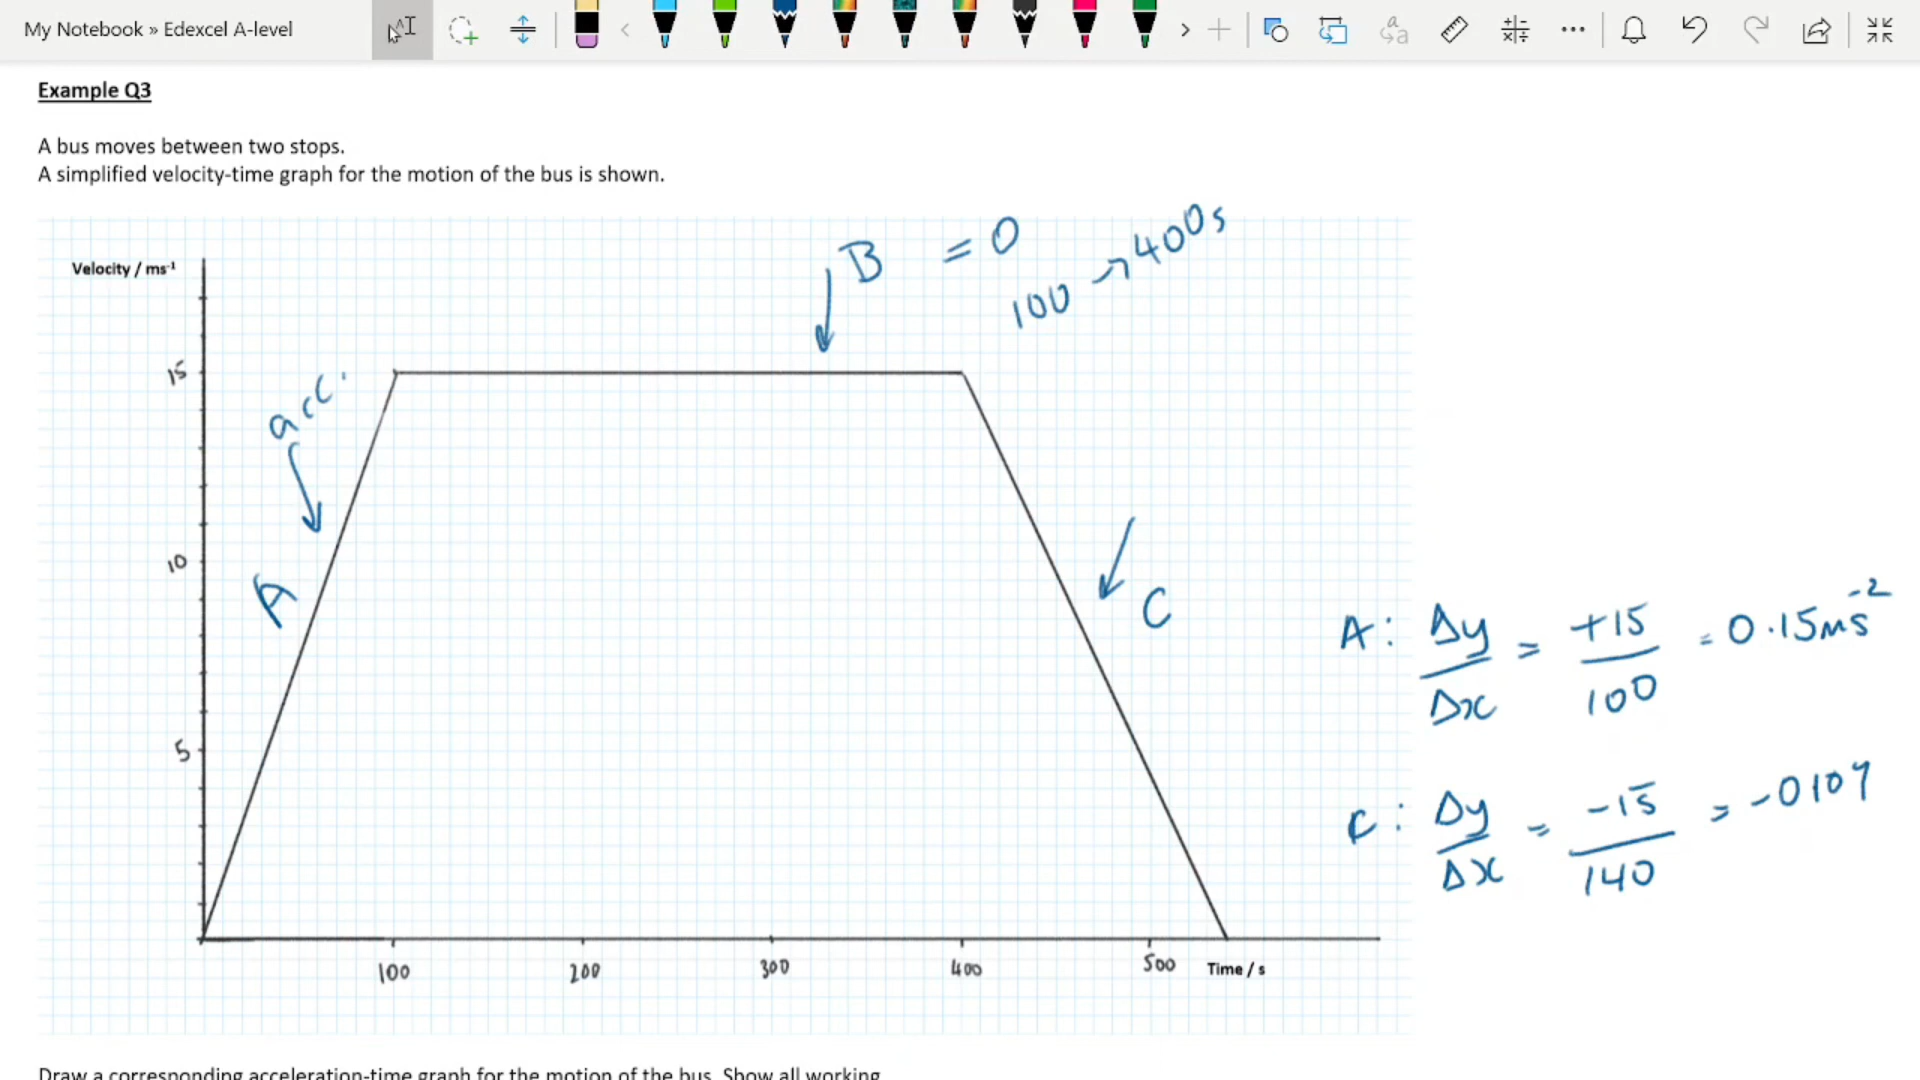 My Notebook » Edexcel A-level
Example Q3
A bus moves between two stops.
A simplified velocity-time graph for the motion of the bus is shown.
Velocity / ms⁻¹
B = 0
100 → 400s
15
acc.
10
A
C
5
A: Δy/Δx = +15/100 = 0.15ms⁻²
C: Δy/Δx = -15/140 = -0107
100 200 300 400 500 Time / s
Draw a corresponding acceleration-time graph for the motion of the bus. Show all working.